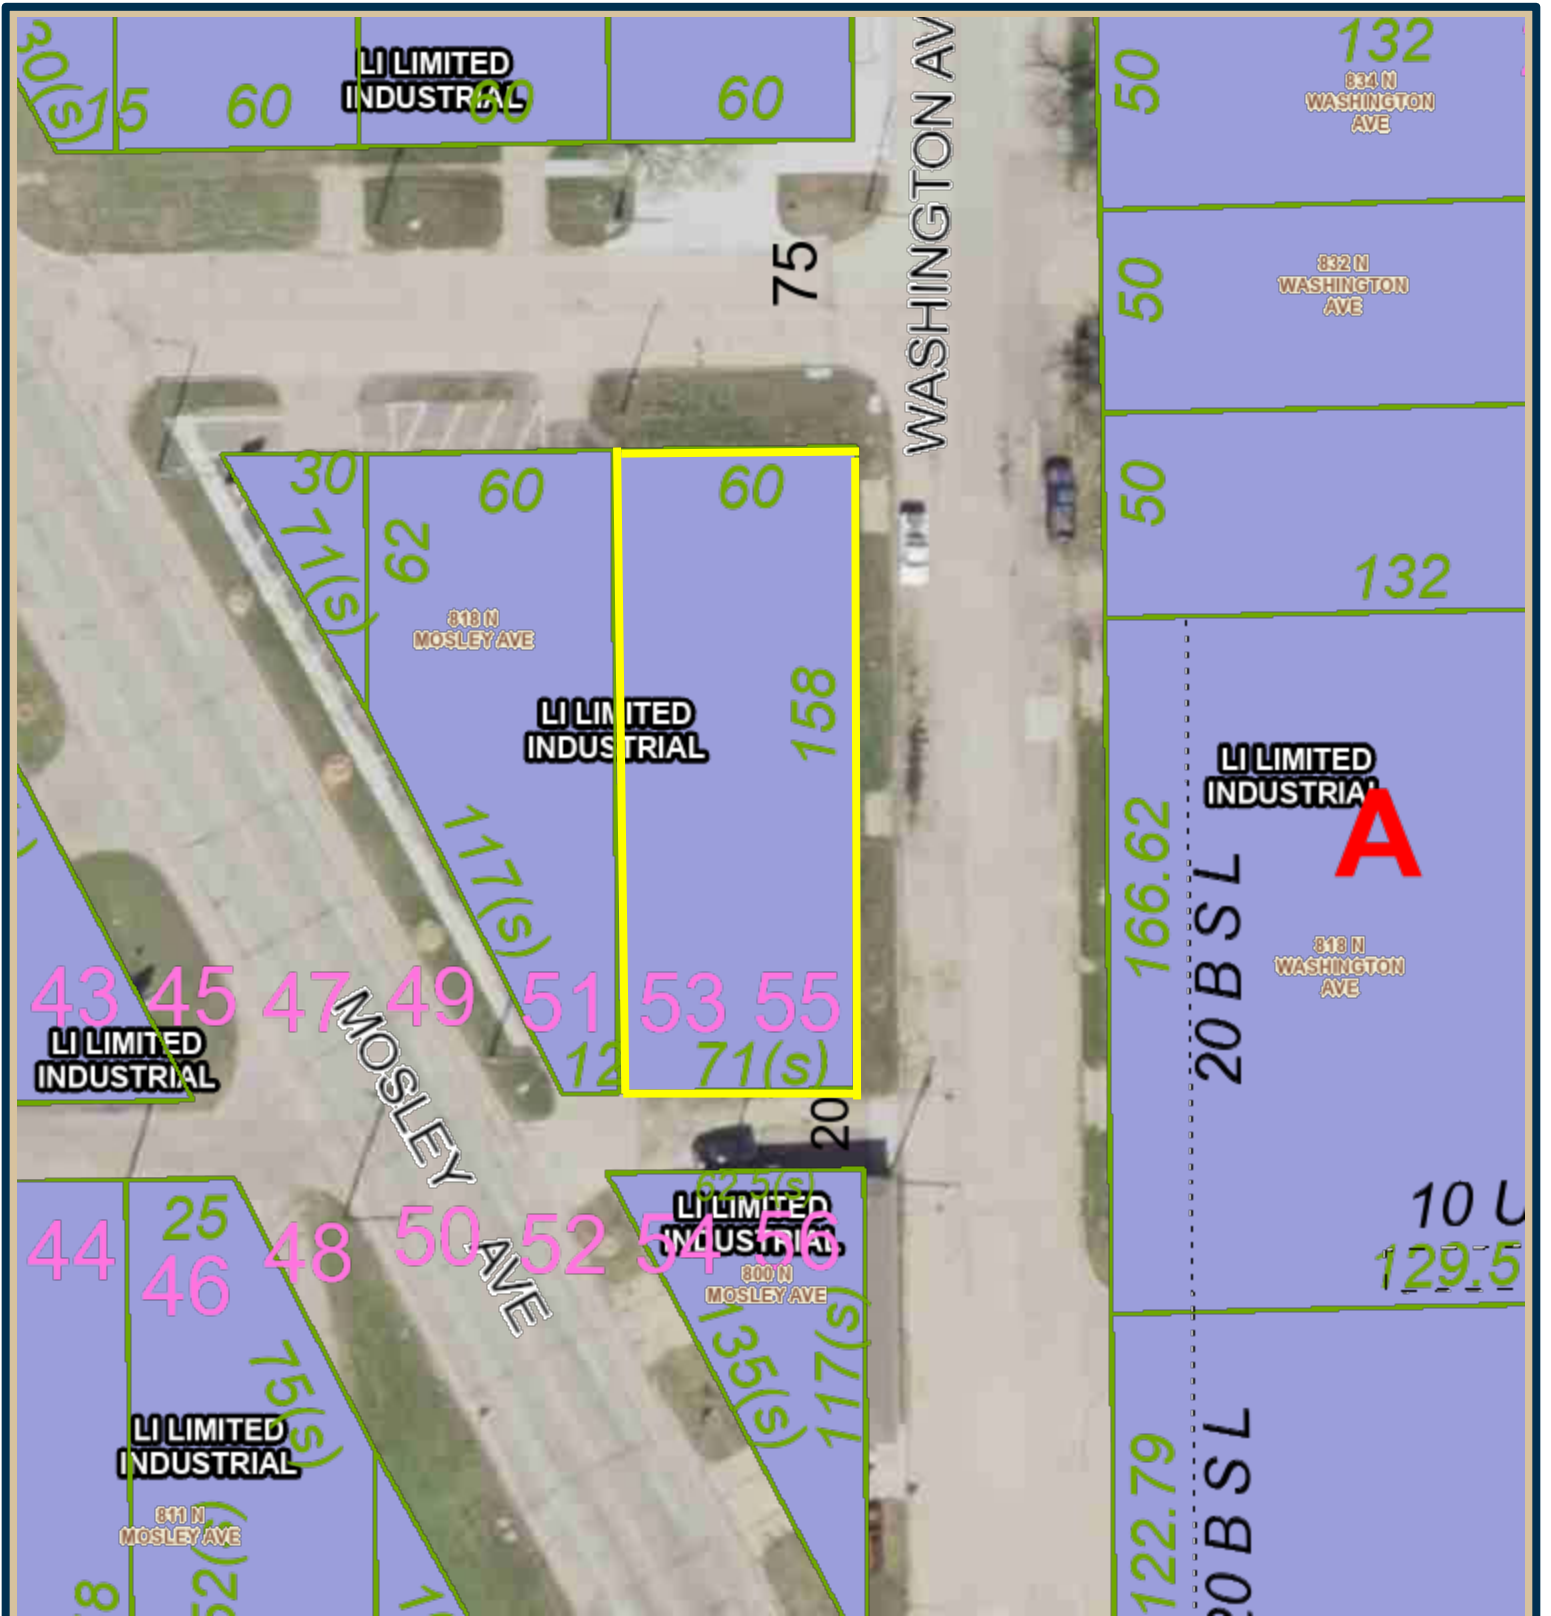 30(s)
15
60
LI LIMITED
INDUSTRIAL
60
60
WASHINGTON AV
50
132
834 N
WASHINGTON
AVE
75
50
832 N
WASHINGTON
AVE
30
71(s)
62
60
60
50
132
818 N
MOSLEY AVE
LI LIMITED
INDUSTRIAL
158
LI LIMITED
INDUSTRIAL
A
117(s)
166.62
20 B S L
818 N
WASHINGTON
AVE
43 45 47 49 51 53 55
LI LIMITED
INDUSTRIAL
12
71(s)
MOSLEY AVE
20
62.5(s)
LI LIMITED
INDUSTRIAL
25
44 46 48 50 52 54 56
800 N
MOSLEY AVE
10 U
129.5
75(s)
135(s)
117(s)
LI LIMITED
INDUSTRIAL
811 N
MOSLEY AVE
52(s)
8
122.79
20 B S L